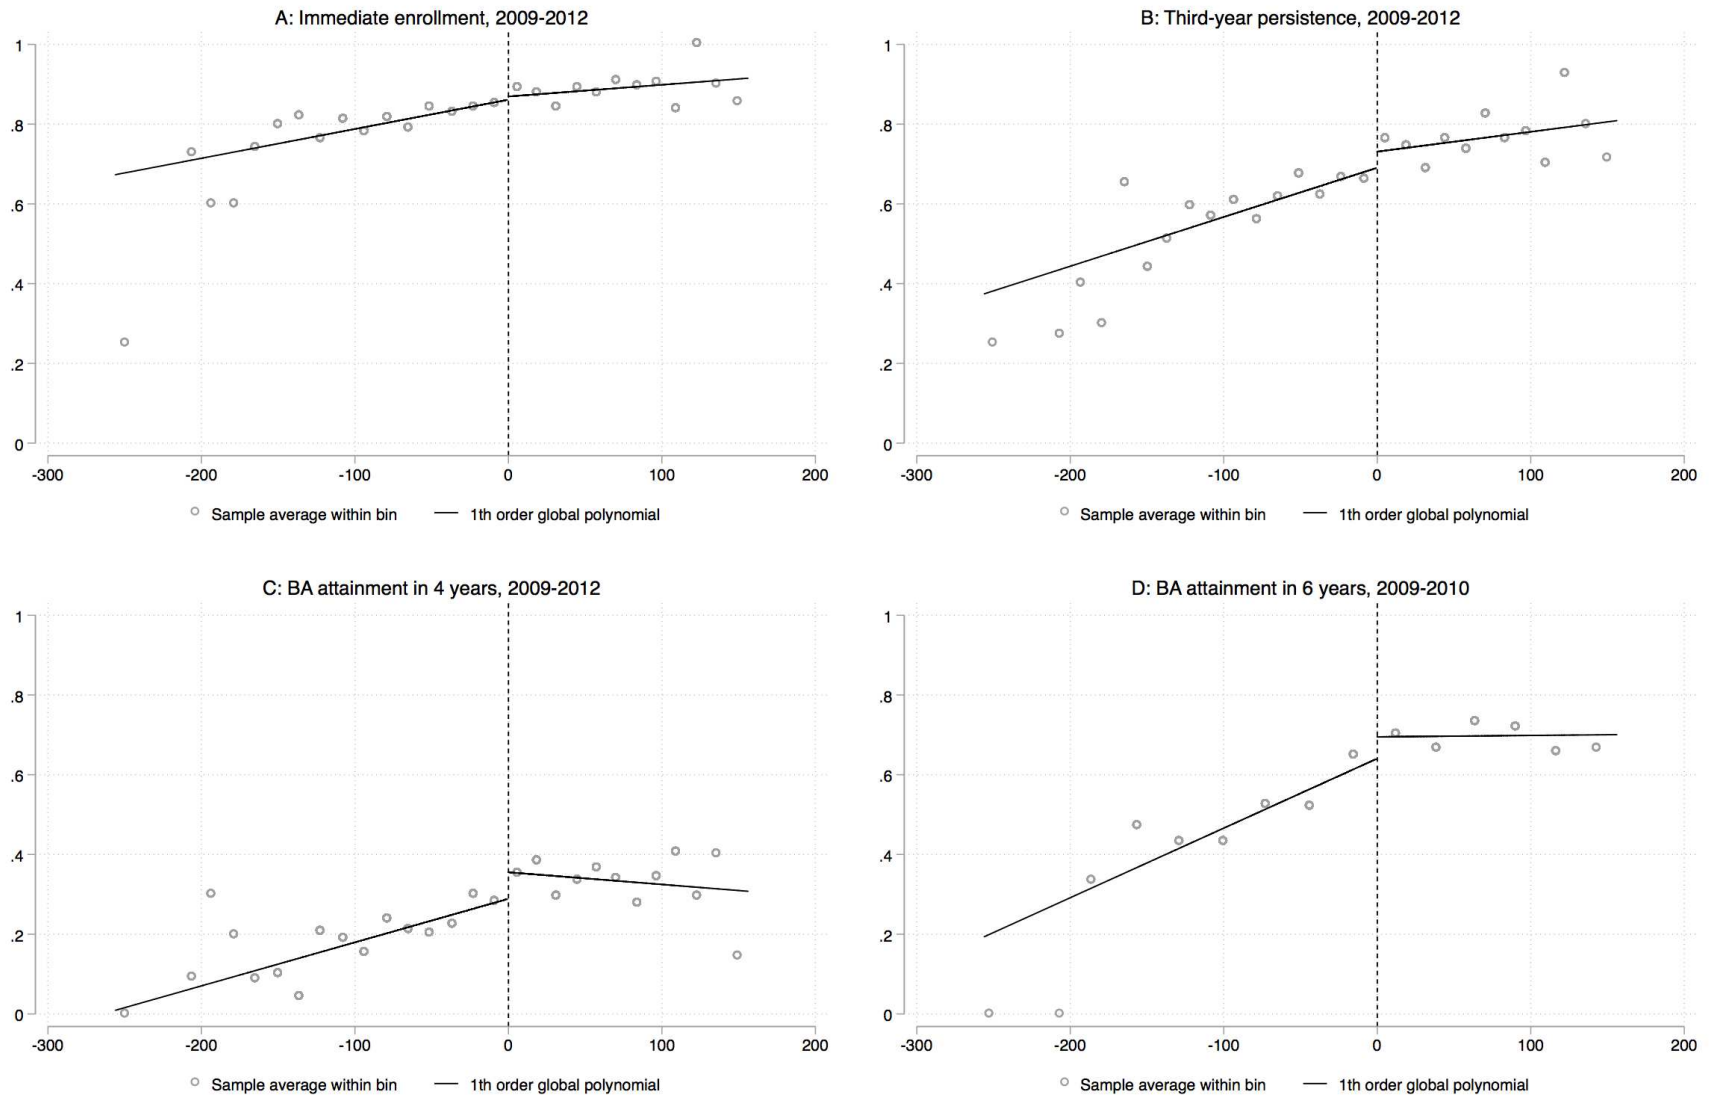 A: Immediate enrollment, 2009-2012
1
.8
.6
.4
.2
0
-300 -200 -100 0 100 200
Sample average within bin 1th order global polynomial
B: Third-year persistence, 2009-2012
1
.8
.6
.4
.2
0
-300 -200 -100 0 100 200
Sample average within bin 1th order global polynomial
C: BA attainment in 4 years, 2009-2012
1
.8
.6
.4
.2
0
-300 -200 -100 0 100 200
Sample average within bin 1th order global polynomial
D: BA attainment in 6 years, 2009-2010
1
.8
.6
.4
.2
0
-300 -200 -100 0 100 200
Sample average within bin 1th order global polynomial